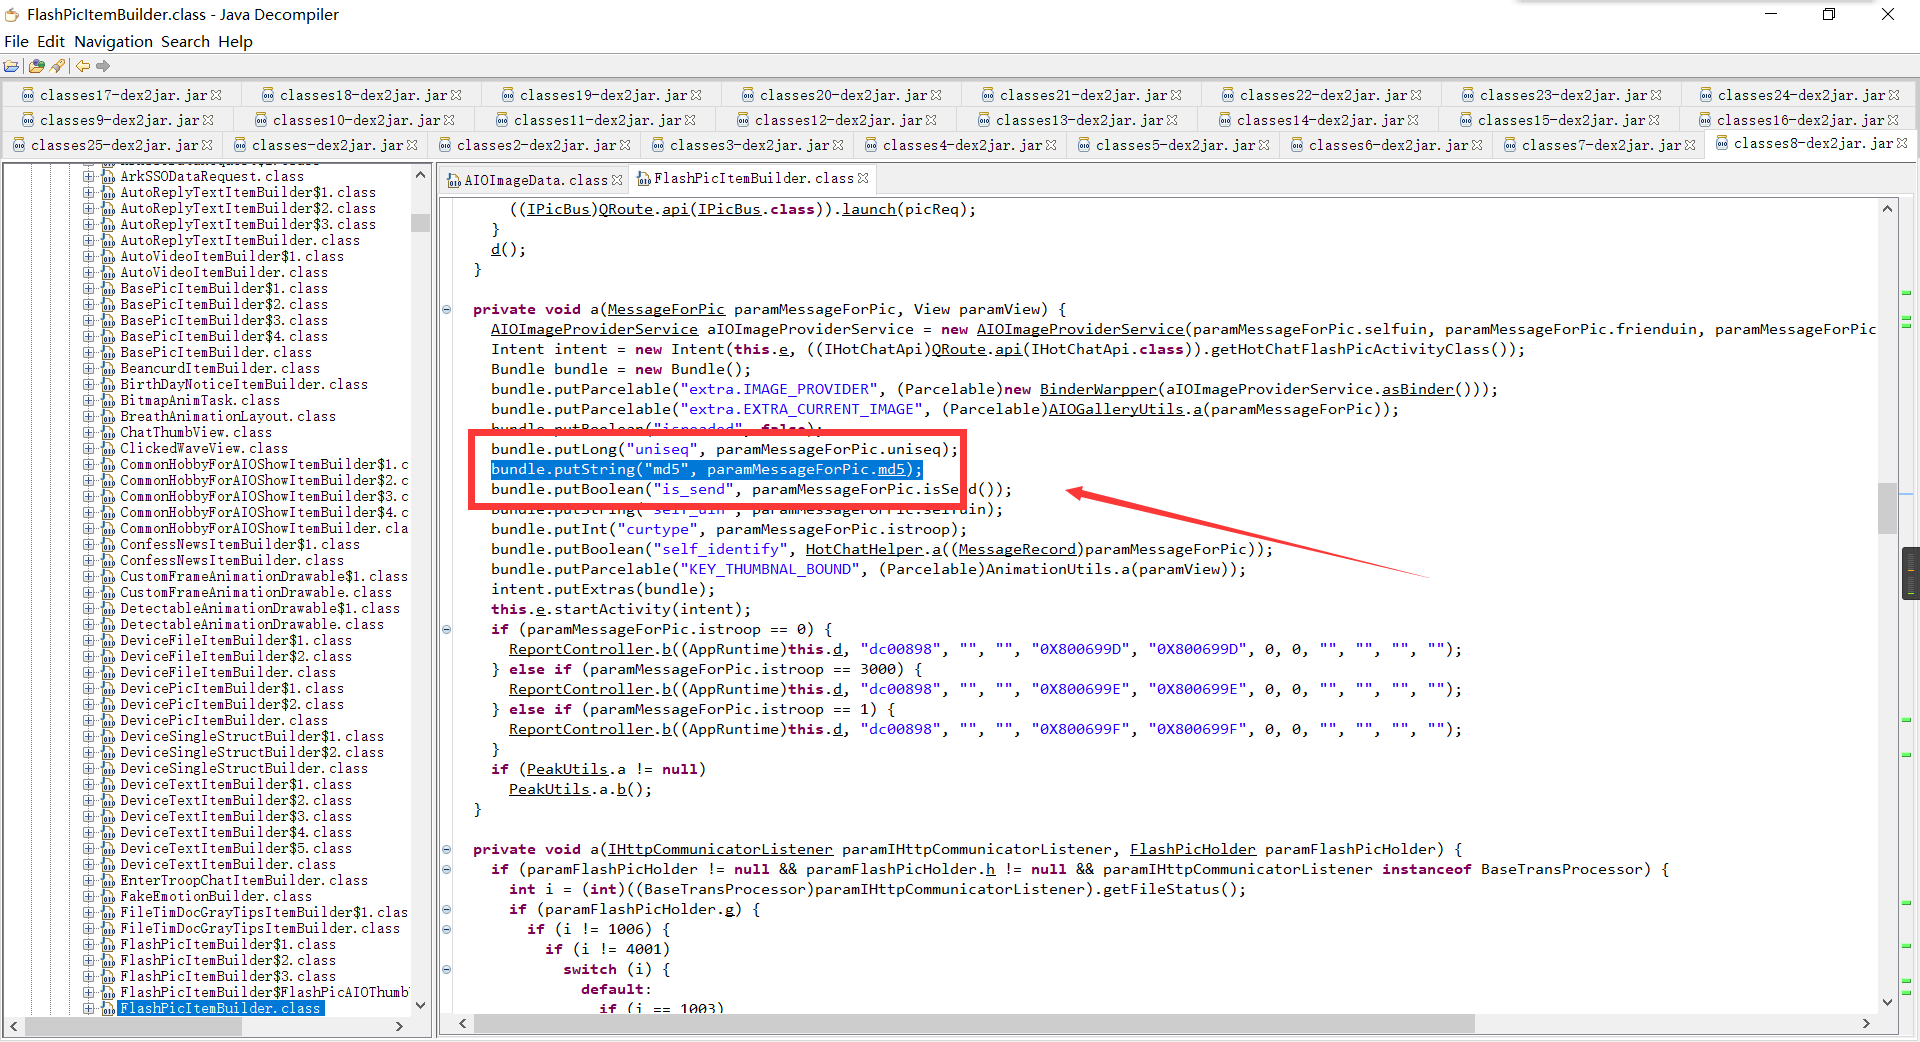 FlashPicItemBuilder.class - Java Decompiler
File Edit Navigation Search Help
classes17-dex2jar.jar classes18-dex2jar.jar classes19-dex2jar.jar classes20-dex2jar.jar classes21-dex2jar.jar classes22-dex2jar.jar classes23-dex2jar.jar classes24-dex2jar.jar
classes9-dex2jar.jar classes10-dex2jar.jar classes11-dex2jar.jar classes12-dex2jar.jar classes13-dex2jar.jar classes14-dex2jar.jar classes15-dex2jar.jar classes16-dex2jar.jar
classes25-dex2jar.jar classes-dex2jar.jar classes2-dex2jar.jar classes3-dex2jar.jar classes4-dex2jar.jar classes5-dex2jar.jar classes6-dex2jar.jar classes7-dex2jar.jar classes8-dex2jar.jar
ArkSSODataRequest.class
AutoReplyTextItemBuilder$1.class
AutoReplyTextItemBuilder$2.class
AutoReplyTextItemBuilder$3.class
AutoReplyTextItemBuilder.class
AutoVideoItemBuilder$1.class
AutoVideoItemBuilder.class
BasePicItemBuilder$1.class
BasePicItemBuilder$2.class
BasePicItemBuilder$3.class
BasePicItemBuilder$4.class
BasePicItemBuilder.class
BeancurdItemBuilder.class
BirthDayNoticeItemBuilder.class
BitmapAnimTask.class
BreathAnimationLayout.class
ChatThumbView.class
ClickedWaveView.class
CommonHobbyForAIOShowItemBuilder$1.c
CommonHobbyForAIOShowItemBuilder$2.c
CommonHobbyForAIOShowItemBuilder$3.c
CommonHobbyForAIOShowItemBuilder$4.c
CommonHobbyForAIOShowItemBuilder.cla
ConfessNewsItemBuilder$1.class
ConfessNewsItemBuilder.class
CustomFrameAnimationDrawable$1.class
CustomFrameAnimationDrawable.class
DetectableAnimationDrawable$1.class
DetectableAnimationDrawable.class
DeviceFileItemBuilder$1.class
DeviceFileItemBuilder$2.class
DeviceFileItemBuilder.class
DevicePicItemBuilder$1.class
DevicePicItemBuilder$2.class
DevicePicItemBuilder.class
DeviceSingleStructBuilder$1.class
DeviceSingleStructBuilder$2.class
DeviceSingleStructBuilder.class
DeviceTextItemBuilder$1.class
DeviceTextItemBuilder$2.class
DeviceTextItemBuilder$3.class
DeviceTextItemBuilder$4.class
DeviceTextItemBuilder$5.class
DeviceTextItemBuilder.class
EnterTroopChatItemBuilder.class
FakeEmotionBuilder.class
FileTimDocGrayTipsItemBuilder$1.clas
FileTimDocGrayTipsItemBuilder.class
FlashPicItemBuilder$1.class
FlashPicItemBuilder$2.class
FlashPicItemBuilder$3.class
FlashPicItemBuilder$FlashPicAIOThumb
FlashPicItemBuilder.class
AIOImageData.class FlashPicItemBuilder.class
((IPicBus)QRoute.api(IPicBus.class)).launch(picReq);
}
d();
}
private void a(MessageForPic paramMessageForPic, View paramView) {
AIOImageProviderService aIOImageProviderService = new AIOImageProviderService(paramMessageForPic.selfuin, paramMessageForPic.frienduin, paramMessageForPic
Intent intent = new Intent(this.e, ((IHotChatApi)QRoute.api(IHotChatApi.class)).getHotChatFlashPicActivityClass());
Bundle bundle = new Bundle();
bundle.putParcelable("extra.IMAGE_PROVIDER", (Parcelable)new BinderWarpper(aIOImageProviderService.asBinder()));
bundle.putParcelable("extra.EXTRA_CURRENT_IMAGE", (Parcelable)AIOGalleryUtils.a(paramMessageForPic));
bundle.putBoolean("isreaded", false);
bundle.putLong("uniseq", paramMessageForPic.uniseq);
bundle.putString("md5", paramMessageForPic.md5);
bundle.putBoolean("is_send", paramMessageForPic.isSend());
bundle.putString("self_uin", paramMessageForPic.selfuin);
bundle.putInt("curtype", paramMessageForPic.istroop);
bundle.putBoolean("self_identify", HotChatHelper.a((MessageRecord)paramMessageForPic));
bundle.putParcelable("KEY_THUMBNAL_BOUND", (Parcelable)AnimationUtils.a(paramView));
intent.putExtras(bundle);
this.e.startActivity(intent);
if (paramMessageForPic.istroop == 0) {
ReportController.b((AppRuntime)this.d, "dc00898", "", "", "0X800699D", "0X800699D", 0, 0, "", "", "", "");
} else if (paramMessageForPic.istroop == 3000) {
ReportController.b((AppRuntime)this.d, "dc00898", "", "", "0X800699E", "0X800699E", 0, 0, "", "", "", "");
} else if (paramMessageForPic.istroop == 1) {
ReportController.b((AppRuntime)this.d, "dc00898", "", "", "0X800699F", "0X800699F", 0, 0, "", "", "", "");
}
if (PeakUtils.a != null)
PeakUtils.a.b();
}
private void a(IHttpCommunicatorListener paramIHttpCommunicatorListener, FlashPicHolder paramFlashPicHolder) {
if (paramFlashPicHolder != null && paramFlashPicHolder.h != null && paramIHttpCommunicatorListener instanceof BaseTransProcessor) {
int i = (int)((BaseTransProcessor)paramIHttpCommunicatorListener).getFileStatus();
if (paramFlashPicHolder.g) {
if (i != 1006) {
if (i != 4001)
switch (i) {
default:
if (i == 1003)